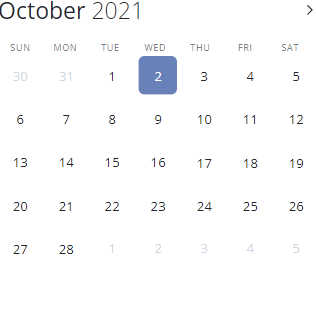 October 2021
SUN MON TUE WED THU FRI SAT
30 31 1 2 3 4 5
6 7 8 9 10 11 12
13 14 15 16 17 18 19
20 21 22 23 24 25 26
27 28 1 2 3 4 5